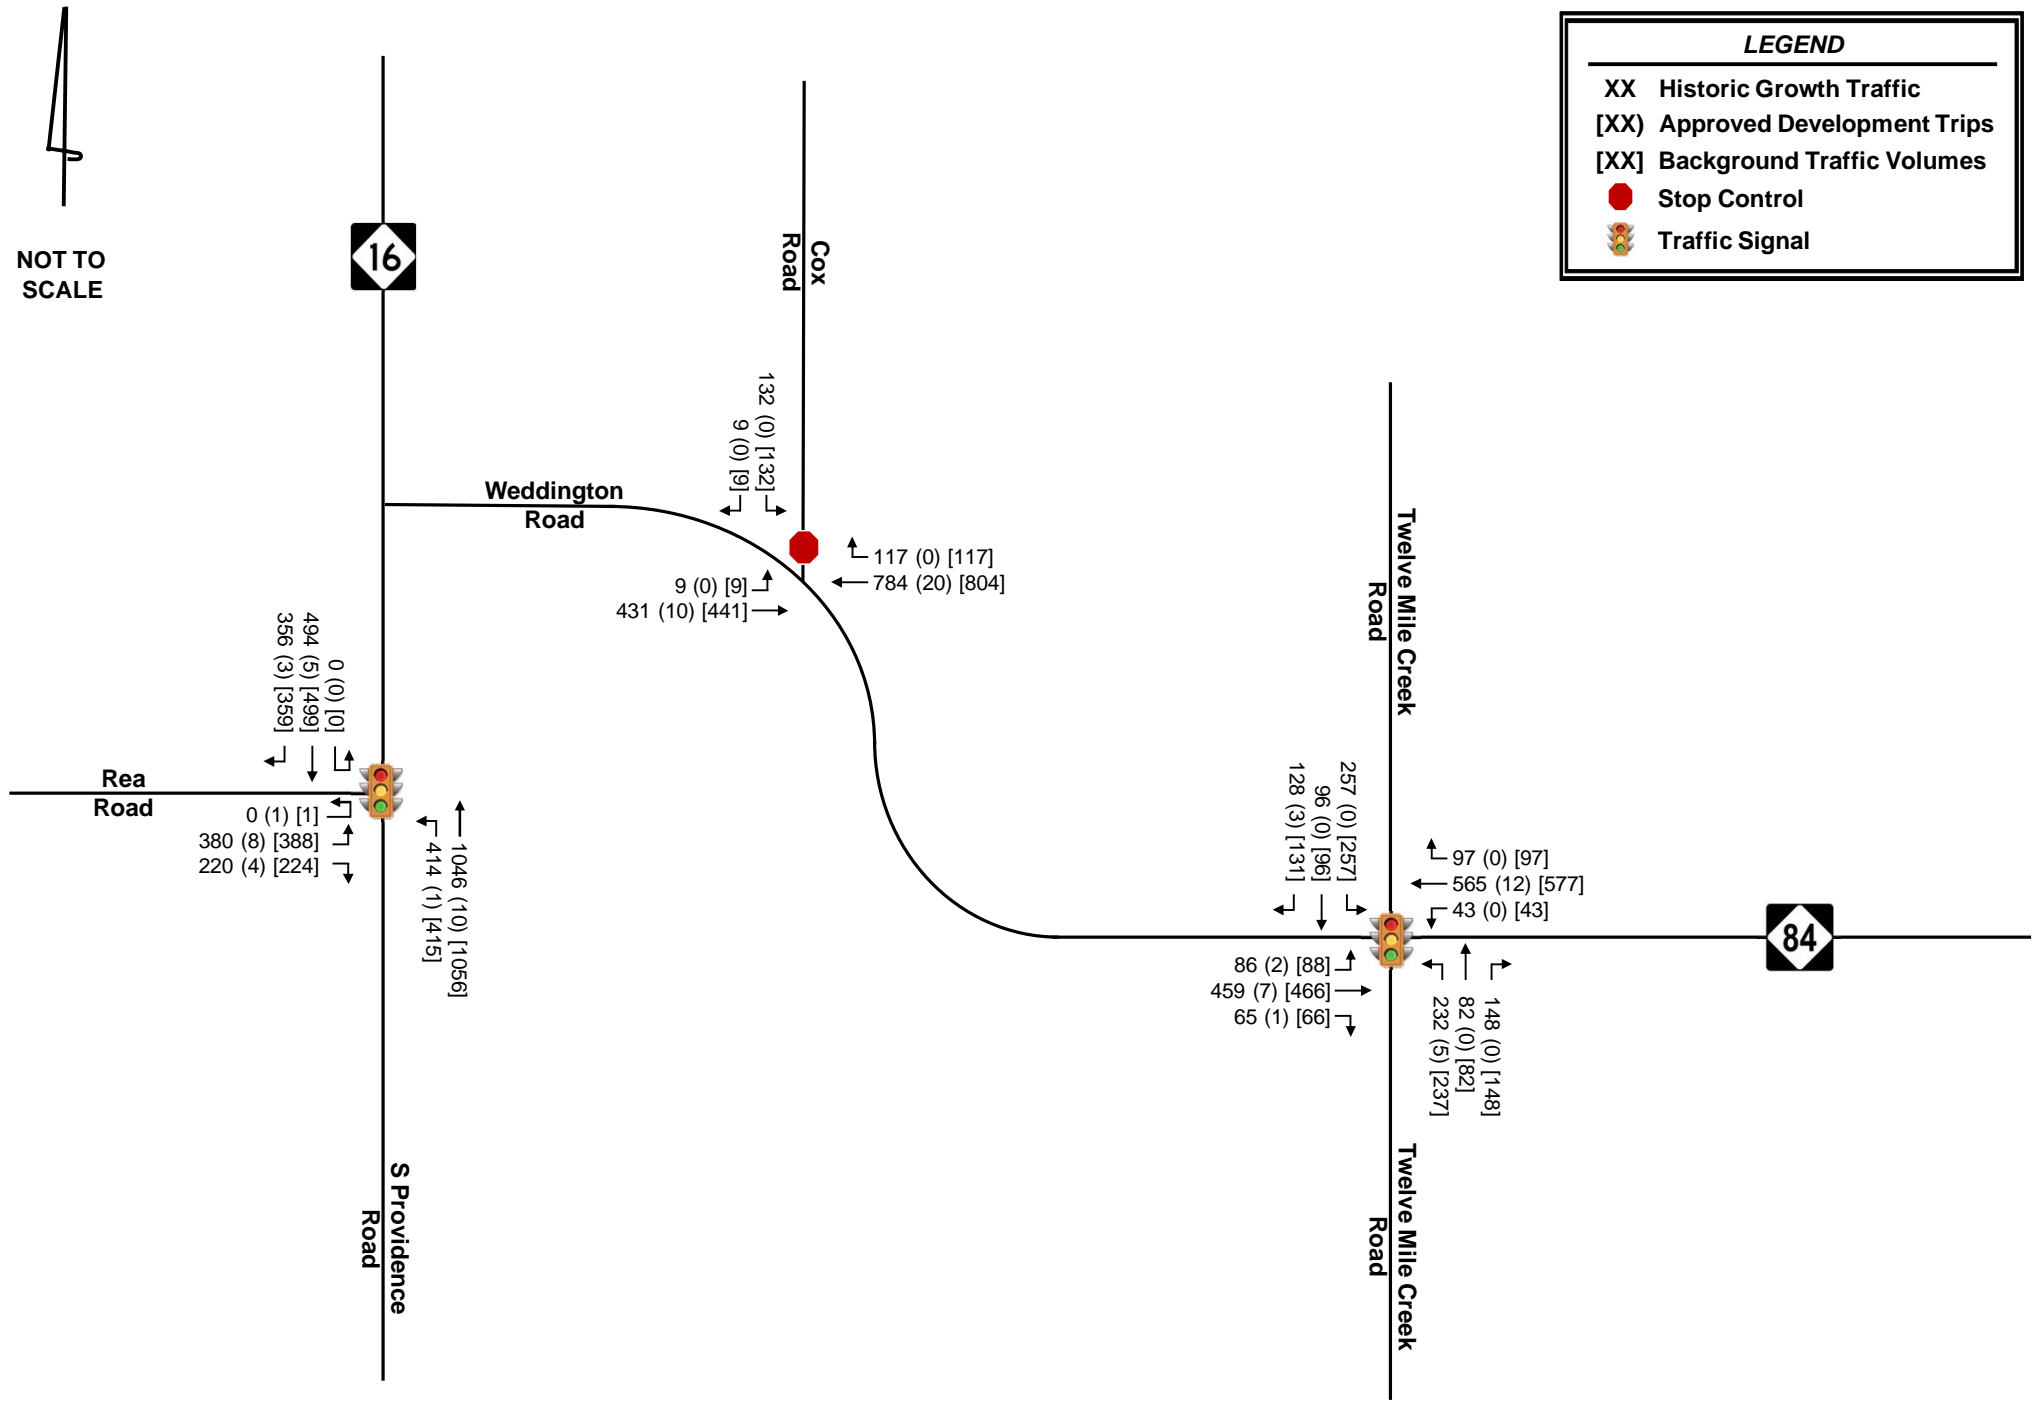 LEGEND
XX Historic Growth Traffic
[XX) Approved Development Trips
[XX] Background Traffic Volumes
Stop Control
Traffic Signal
NOT TO
SCALE
16
Cox
Road
132 (0) [132]
9 (0) [9]
Weddington
Road
117 (0) [117]
784 (20) [804]
9 (0) [9]
431 (10) [441]
Twelve Mile Creek
Road
0 (0) [0]
494 (5) [499]
356 (3) [359]
Rea
Road
0 (1) [1]
380 (8) [388]
220 (4) [224]
1046 (10) [1056]
414 (1) [415]
257 (0) [257]
96 (0) [96]
128 (3) [131]
97 (0) [97]
565 (12) [577]
43 (0) [43]
84
86 (2) [88]
459 (7) [466]
65 (1) [66]
148 (0) [148]
82 (0) [82]
232 (5) [237]
S Providence
Road
Twelve Mile Creek
Road